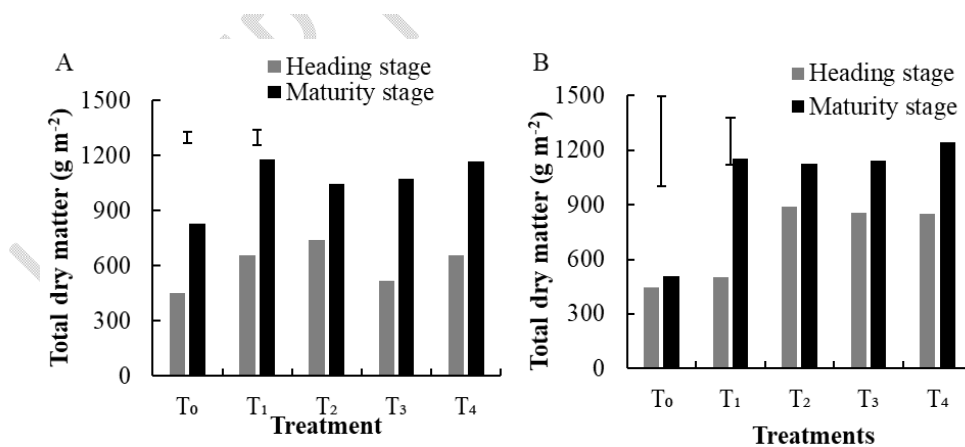 A
Heading stage
Maturity stage
Total dry matter (g m-2)
1500
1200
900
600
300
0
T0 T1 T2 T3 T4
Treatment
B
Heading stage
Maturity stage
Total dry matter (g m-2)
1500
1200
900
600
300
0
T0 T1 T2 T3 T4
Treatments